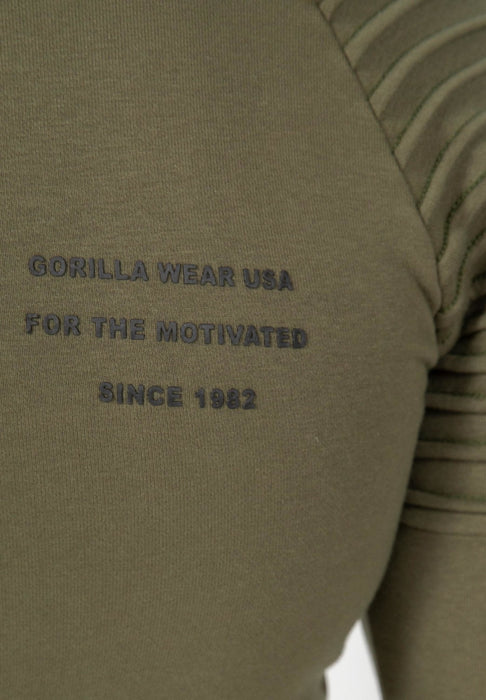 GORILLA WEAR USA
FOR THE MOTIVATED
SINCE 1982